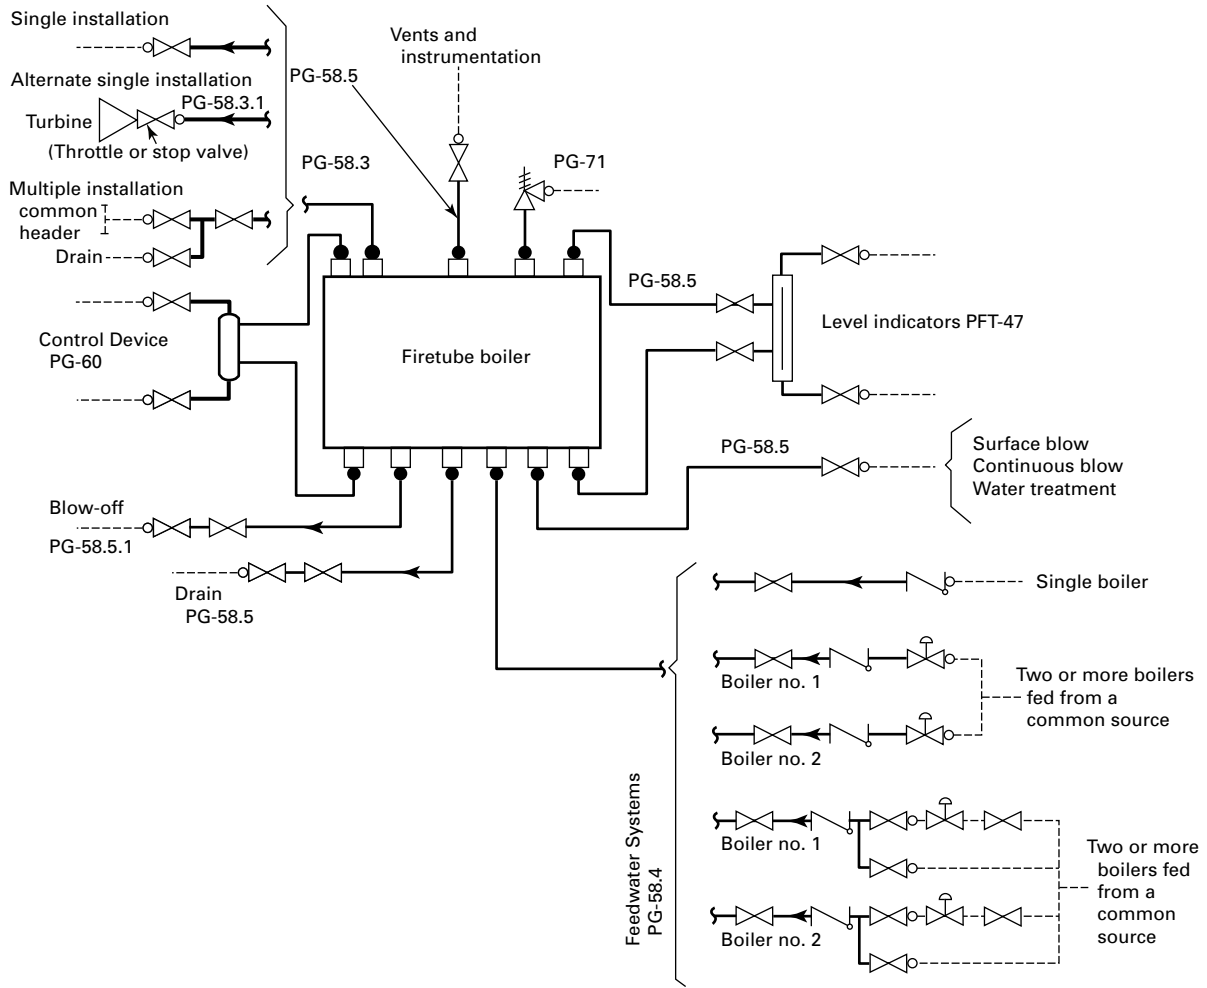 Single installation
Alternate single installation
PG-58.3.1
Turbine
(Throttle or stop valve)
Multiple installation
common
header
Drain
PG-58.5
PG-58.3
Vents and
instrumentation
PG-71
PG-58.5
Level indicators PFT-47
Control Device
PG-60
Firetube boiler
PG-58.5
Surface blow
Continuous blow
Water treatment
Blow-off
PG-58.5.1
Drain
PG-58.5
Feedwater Systems
PG-58.4
Single boiler
Boiler no. 1
Boiler no. 2
Two or more boilers
fed from a
common source
Boiler no. 1
Boiler no. 2
Two or more
boilers fed
from a
common
source